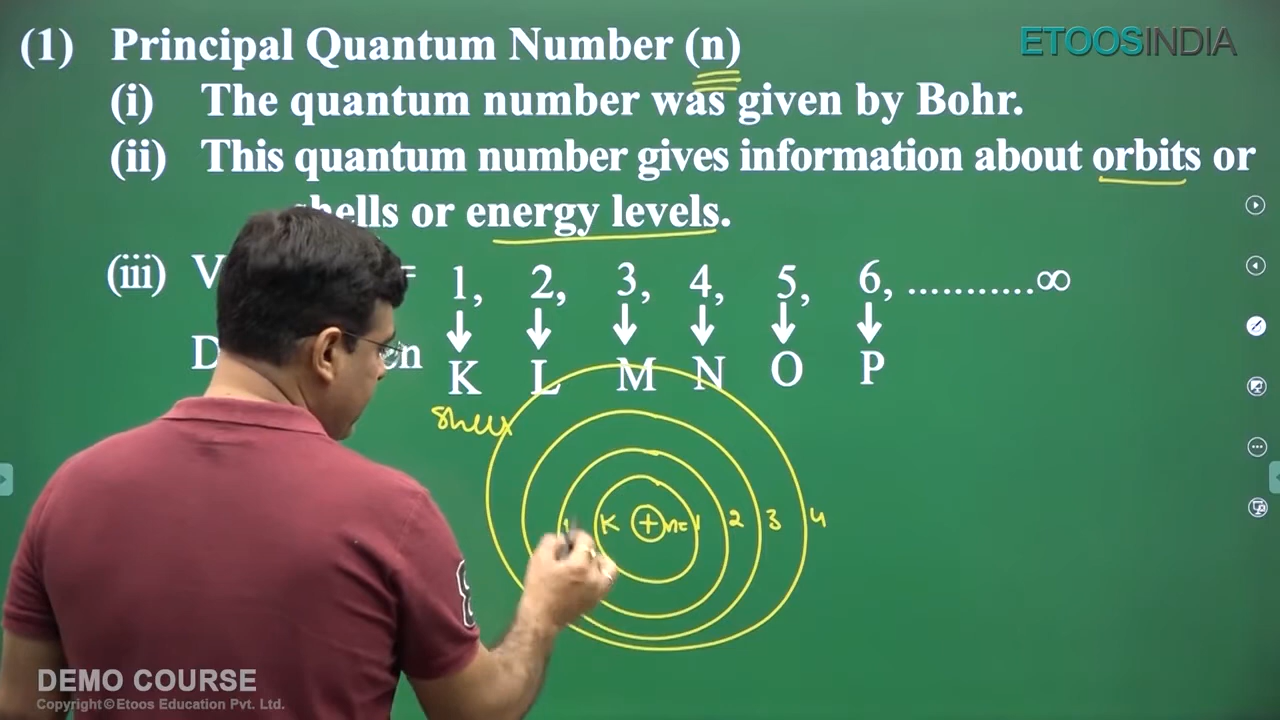 (1) Principal Quantum Number (n)
ETOOSINDIA
(i) The quantum number was given by Bohr.
(ii) This quantum number gives information about orbits or
shells or energy levels.
(iii) = 1, 2, 3, 4, 5, 6, ...........∞
K L M N O P
Shell
K + n=1 2 3 4
DEMO COURSE
Copyright©Etoos Education Pvt. Ltd.